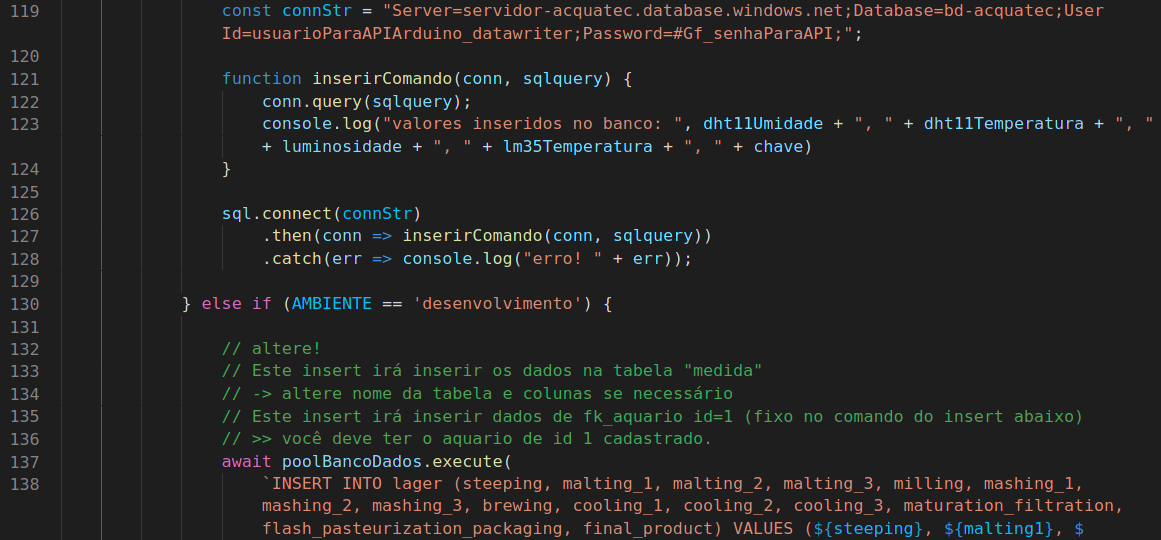 119 const connStr = "Server=servidor-acquatec.database.windows.net;Database=bd-acquatec;User
Id=usuarioParaAPIArduino_datawriter;Password=#Gf_senhaParaAPI;";
120
121 function inserirComando(conn, sqlquery) {
122 conn.query(sqlquery);
123 console.log("valores inseridos no banco: ", dht11Umidade + ", " + dht11Temperatura + ", "
+ luminosidade + ", " + lm35Temperatura + ", " + chave)
124 }
125
126 sql.connect(connStr)
127 .then(conn => inserirComando(conn, sqlquery))
128 .catch(err => console.log("erro! " + err));
129
130 } else if (AMBIENTE == 'desenvolvimento') {
131
132 // altere!
133 // Este insert irá inserir os dados na tabela "medida"
134 // -> altere nome da tabela e colunas se necessário
135 // Este insert irá inserir dados de fk_aquario id=1 (fixo no comando do insert abaixo)
136 // >> você deve ter o aquario de id 1 cadastrado.
137 await poolBancoDados.execute(
138 `INSERT INTO lager (steeping, malting_1, malting_2, malting_3, milling, mashing_1,
mashing_2, mashing_3, brewing, cooling_1, cooling_2, cooling_3, maturation_filtration,
flash_pasteurization_packaging, final_product) VALUES (${steeping}, ${malting1}, $